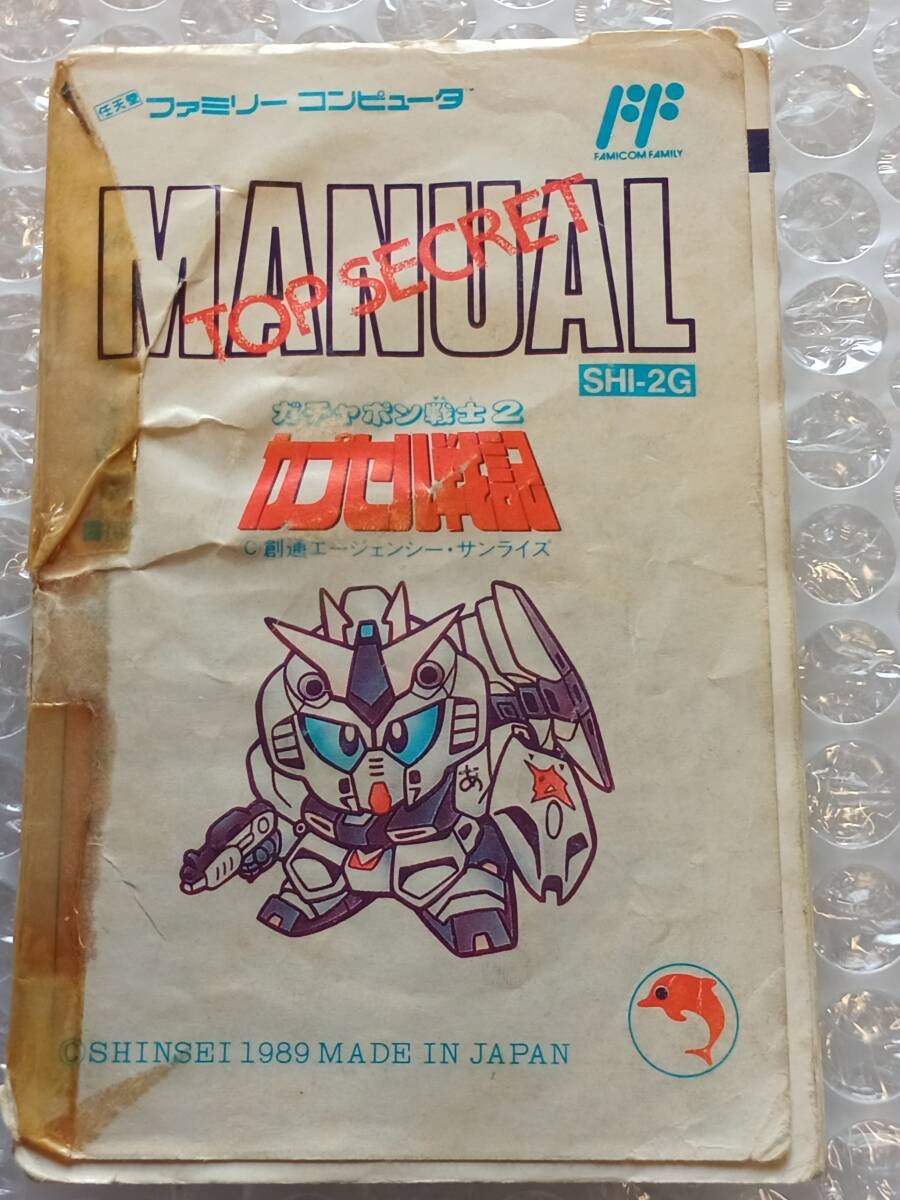 任天堂 ファミリー コンピュータ
FAMICOM FAMILY
MANUAL
TOP SECRET
SHI-2G
ガチャポン戦士2
カプセル戦記
©創通エージェンシー・サンライズ
あ
©SHINSEI 1989 MADE IN JAPAN